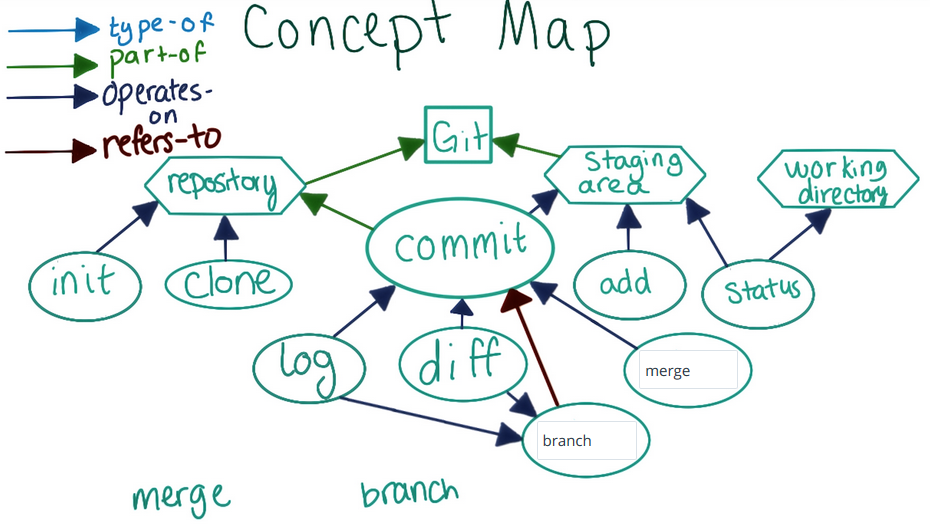 Concept Map
type-of
part-of
operates-
on
refers-to
Git
repository
Staging
area
working
directory
commit
init
clone
add
Status
log
diff
merge
branch
merge
branch